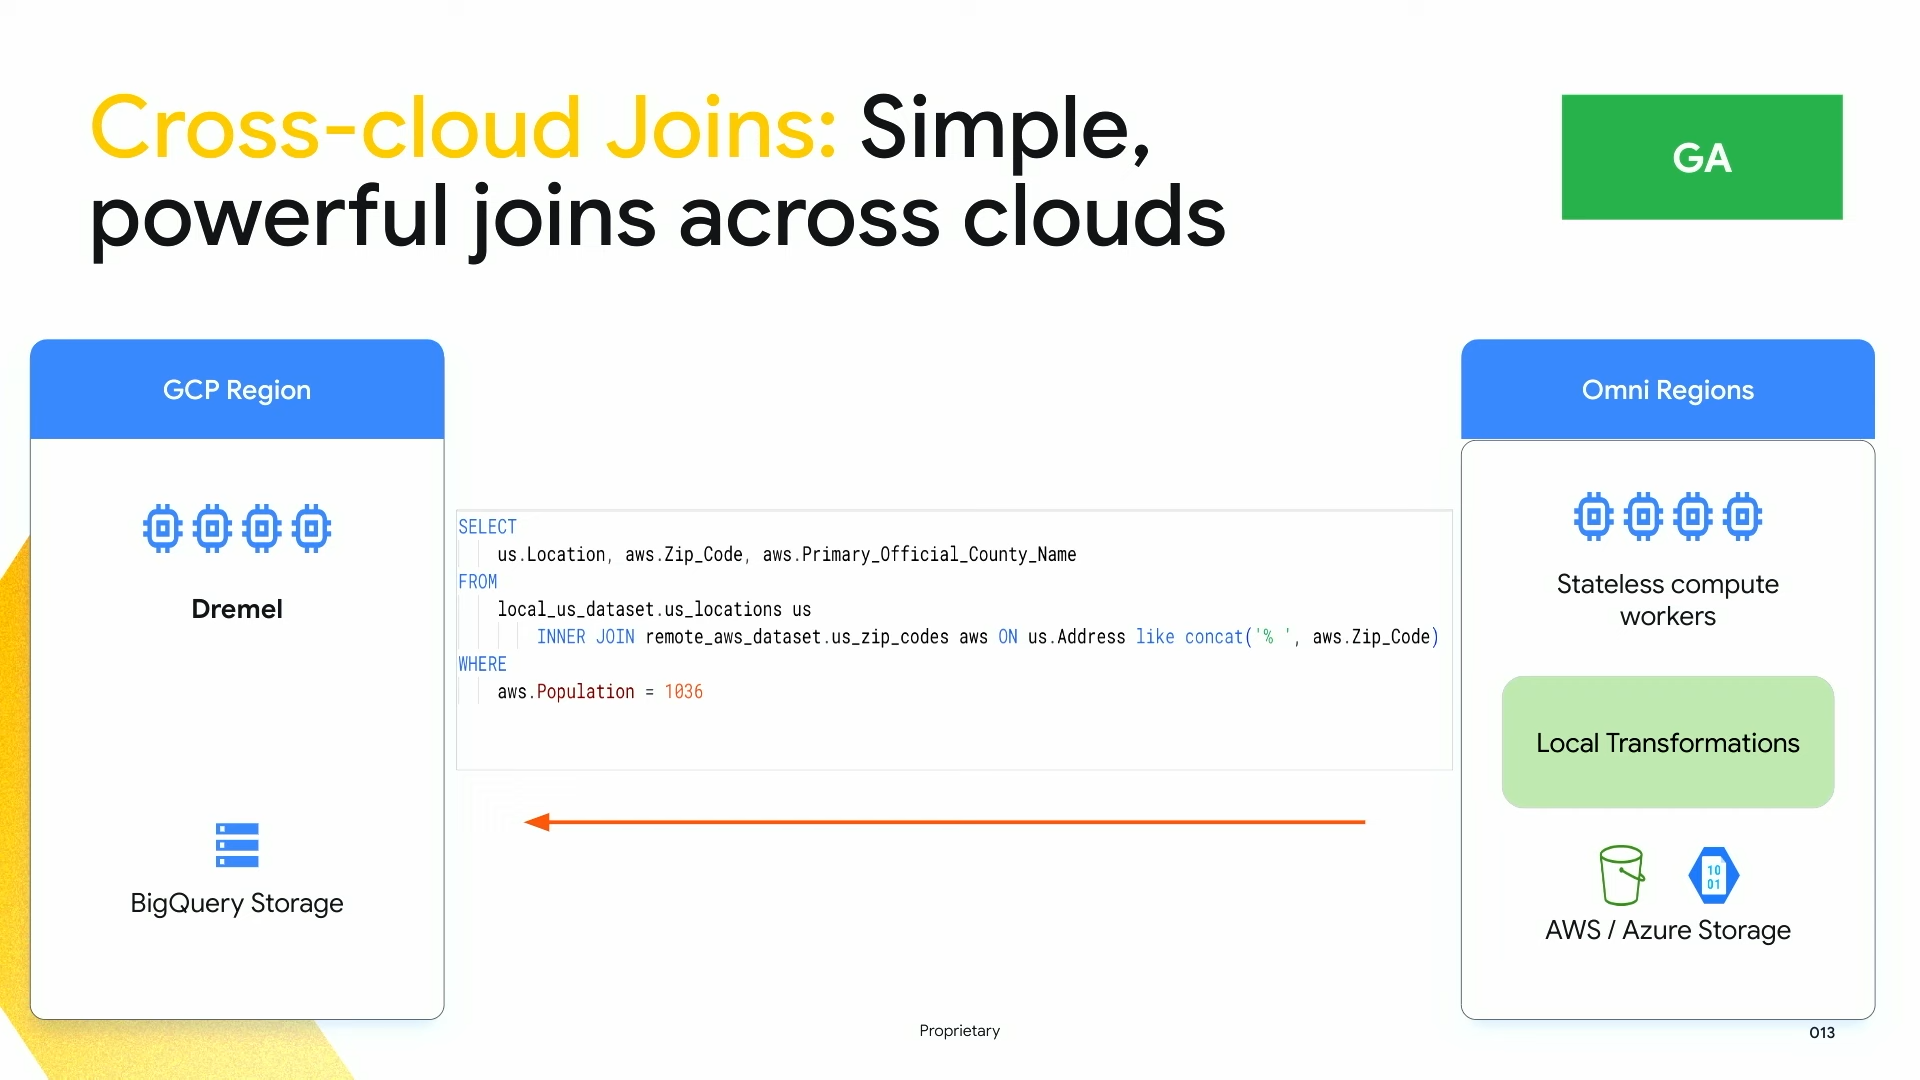 Cross-cloud Joins: Simple,
powerful joins across clouds
GA
GCP Region
Dremel
BigQuery Storage
SELECT
us.Location, aws.Zip_Code, aws.Primary_Official_County_Name
FROM
local_us_dataset.us_locations us
INNER JOIN remote_aws_dataset.us_zip_codes aws ON us.Address like concat('% ', aws.Zip_Code)
WHERE
aws.Population = 1036
Omni Regions
Stateless compute
workers
Local Transformations
10
01
AWS / Azure Storage
Proprietary
013